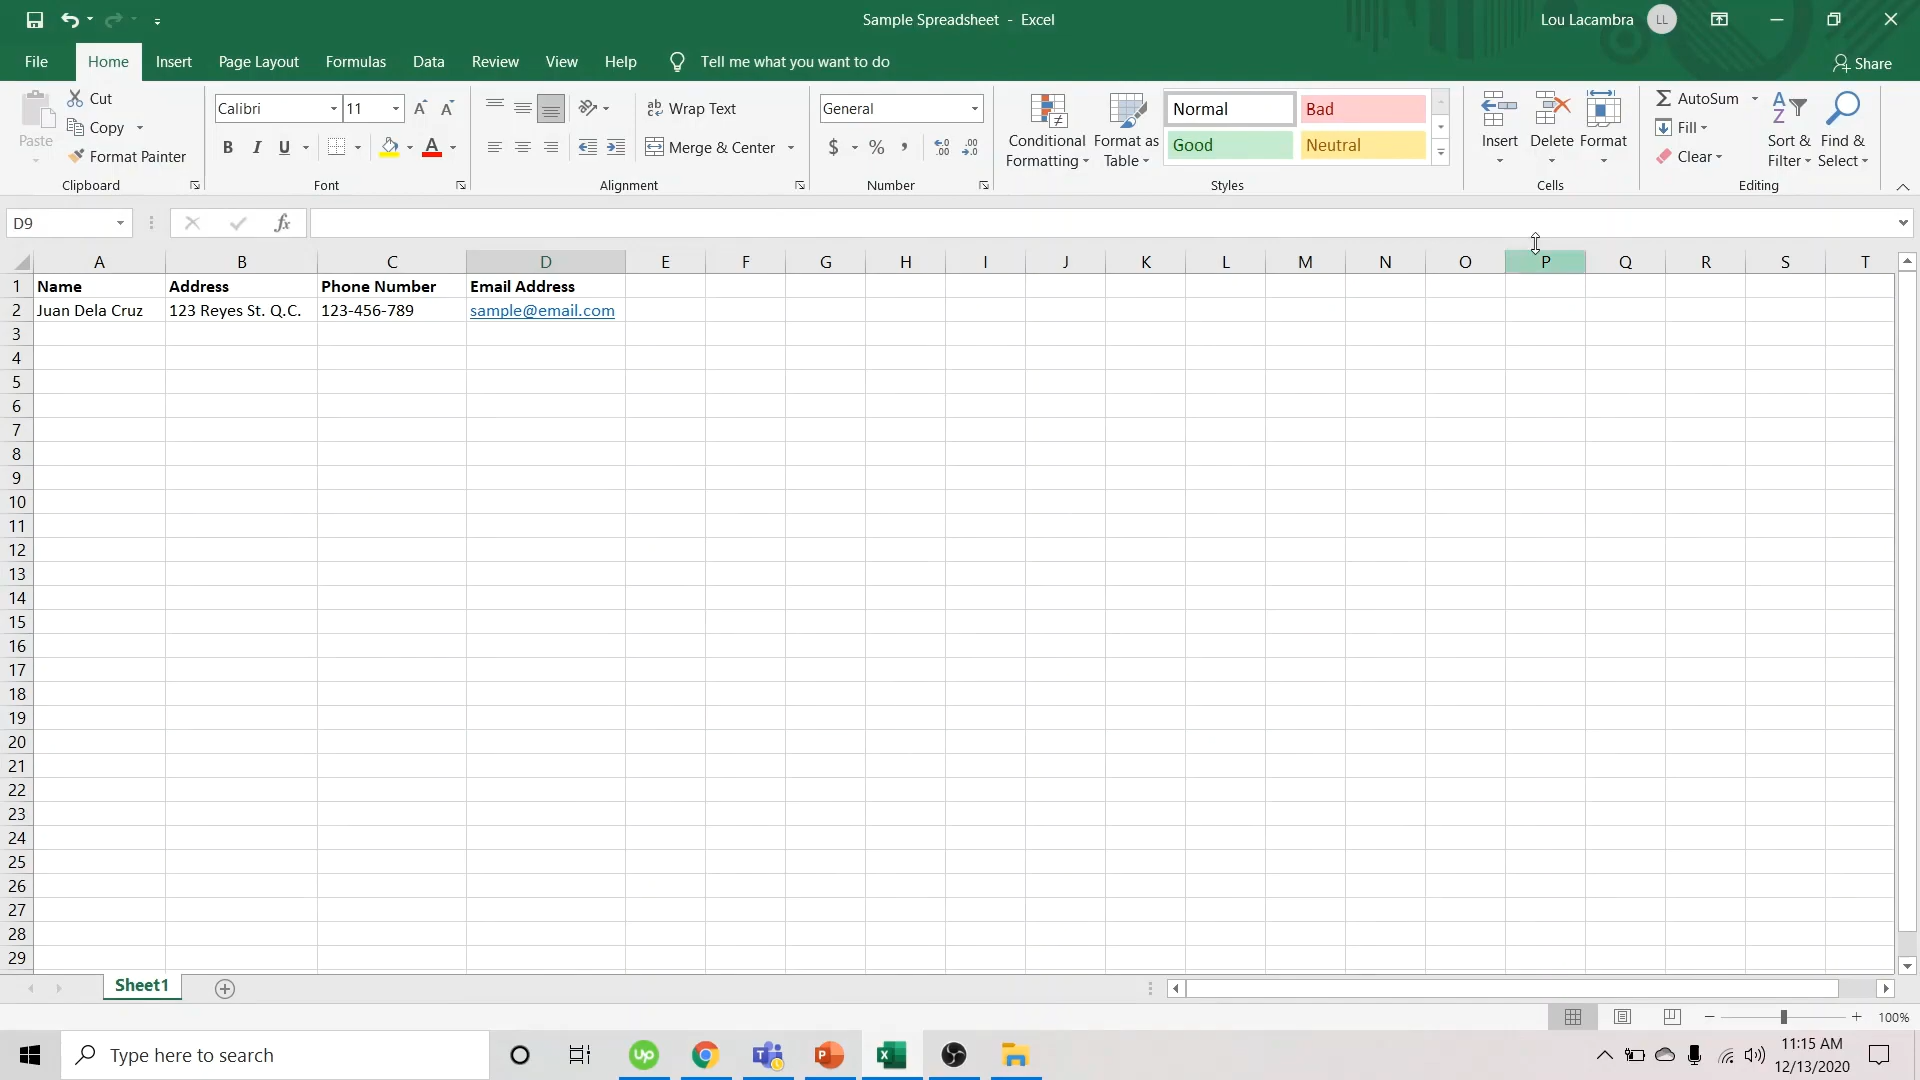 Sample Spreadsheet - Excel
Lou Lacambra LL
File Home Insert Page Layout Formulas Data Review View Help Tell me what you want to do Share
Paste
Cut
Copy
Format Painter
Clipboard
Calibri 11 A A
B I U A
Font
ab Wrap Text
Merge & Center
Alignment
General
$ % ,
Number
Conditional Formatting
Format as Table
Normal Bad
Good Neutral
Styles
Insert Delete Format
Cells
AutoSum
Fill
Clear
Sort & Filter
Find & Select
Editing
D9 fx
A B C D E F G H I J K L M N O P Q R S T
1 Name Address Phone Number Email Address
2 Juan Dela Cruz 123 Reyes St. Q.C. 123-456-789 sample@email.com
3
4
5
6
7
8
9
10
11
12
13
14
15
16
17
18
19
20
21
22
23
24
25
26
27
28
29
Sheet1
100%
Type here to search
Up
11:15 AM
12/13/2020